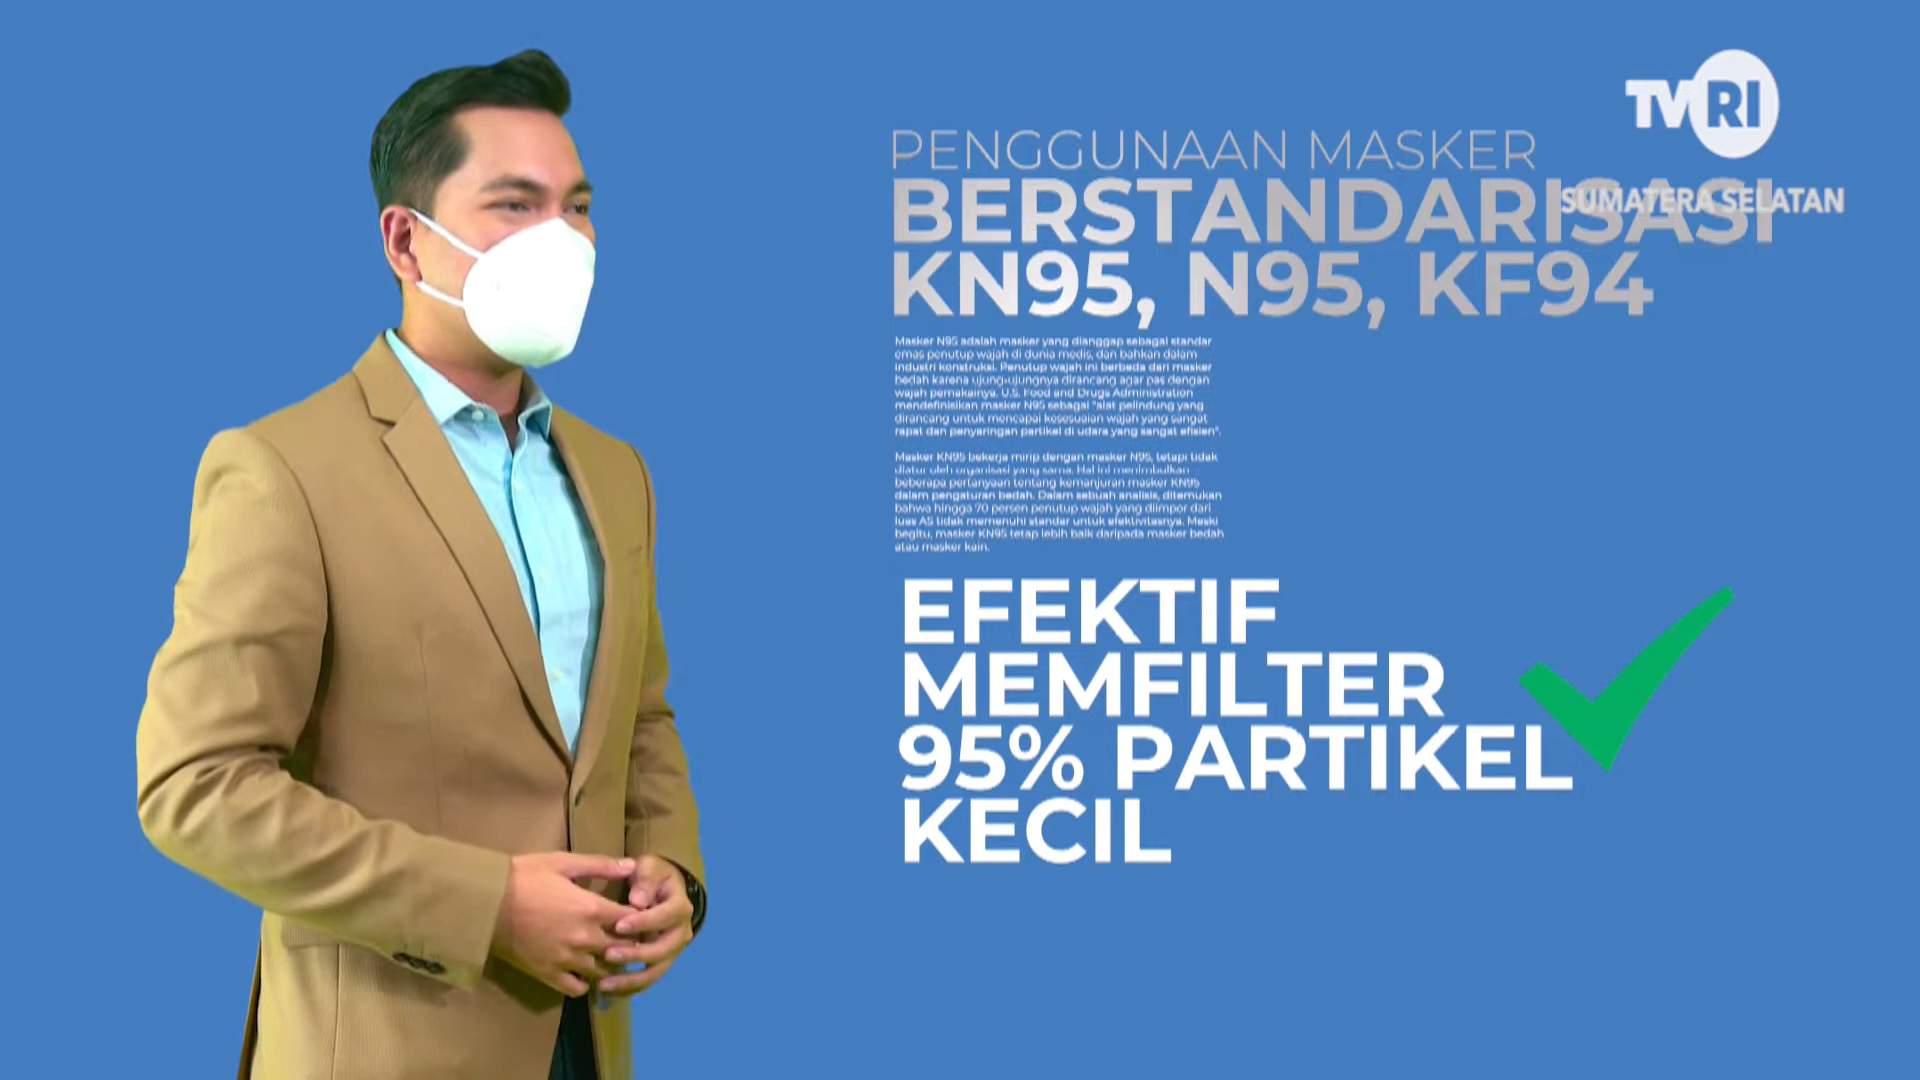 TVRI
SUMATERA SELATAN
PENGGUNAAN MASKER
BERSTANDARISASI
KN95, N95, KF94
Masker N95 adalah masker yang dianggap sebagai standar
emas penutup wajah di dunia medis, dan bahkan dalam
industri konstruksi. Penutup wajah ini berbeda dari masker
bedah karena ujung-ujungnya dirancang agar pas dengan
wajah pemakainya. U.S. Food and Drugs Administration
mendefinisikan masker N95 sebagai "alat pelindung yang
dirancang untuk mencapai kesesuaian wajah yang sangat
rapat dan penyaringan partikel di udara yang sangat efisien".
Masker KN95 bekerja mirip dengan masker N95, tetapi tidak
diatur oleh organisasi yang sama. Hal ini menimbulkan
beberapa pertanyaan tentang kemanjuran masker KN95
dalam pengaturan bedah. Dalam sebuah analisis, ditemukan
bahwa hingga 70 persen penutup wajah yang diimpor dari
luas AS tidak memenuhi standar untuk efektivitasnya. Meski
begitu, masker KN95 tetap lebih baik daripada masker bedah
atau masker kain.
EFEKTIF
MEMFILTER
95% PARTIKEL
KECIL